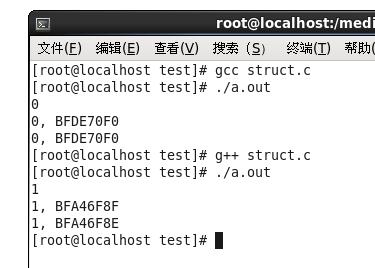 root@localhost:/medi
文件(F) 编辑(E) 查看(V) 搜索 (S) 终端(T) 帮助(
[root@localhost test]# gcc struct.c
[root@localhost test]# ./a.out
0
0, BFDE70F0
0, BFDE70F0
[root@localhost test]# g++ struct.c
[root@localhost test]# ./a.out
1
1, BFA46F8F
1, BFA46F8E
[root@localhost test]#